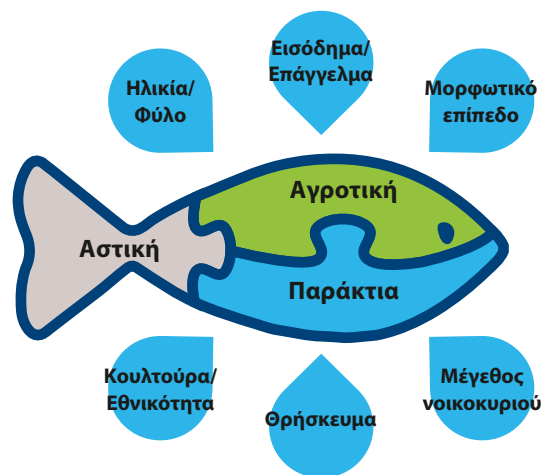 Εισόδημα/
Επάγγελμα
Ηλικία/
Φύλο
Μορφωτικό
επίπεδο
Αγροτική
Αστική
Παράκτια
Κουλτούρα/
Εθνικότητα
Θρήσκευμα
Μέγεθος
νοικοκυριού